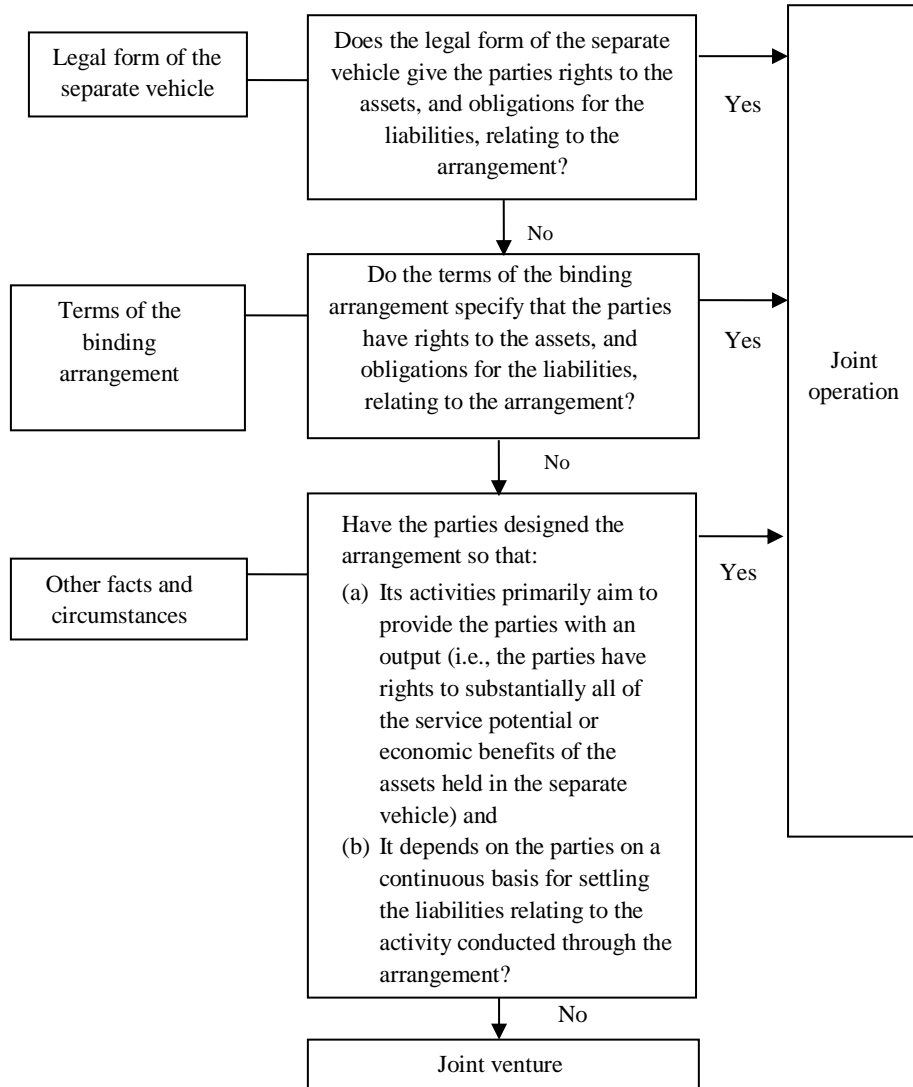 Legal form of the
separate vehicle
Does the legal form of the separate
vehicle give the parties rights to the
assets, and obligations for the
liabilities, relating to the
arrangement?
Yes
No
Terms of the
binding
arrangement
Do the terms of the binding
arrangement specify that the parties
have rights to the assets, and
obligations for the liabilities,
relating to the arrangement?
Yes
Joint
operation
No
Other facts and
circumstances
Have the parties designed the
arrangement so that:
(a) Its activities primarily aim to
provide the parties with an
output (i.e., the parties have
rights to substantially all of
the service potential or
economic benefits of the
assets held in the separate
vehicle) and
(b) It depends on the parties on a
continuous basis for settling
the liabilities relating to the
activity conducted through the
arrangement?
Yes
No
Joint venture